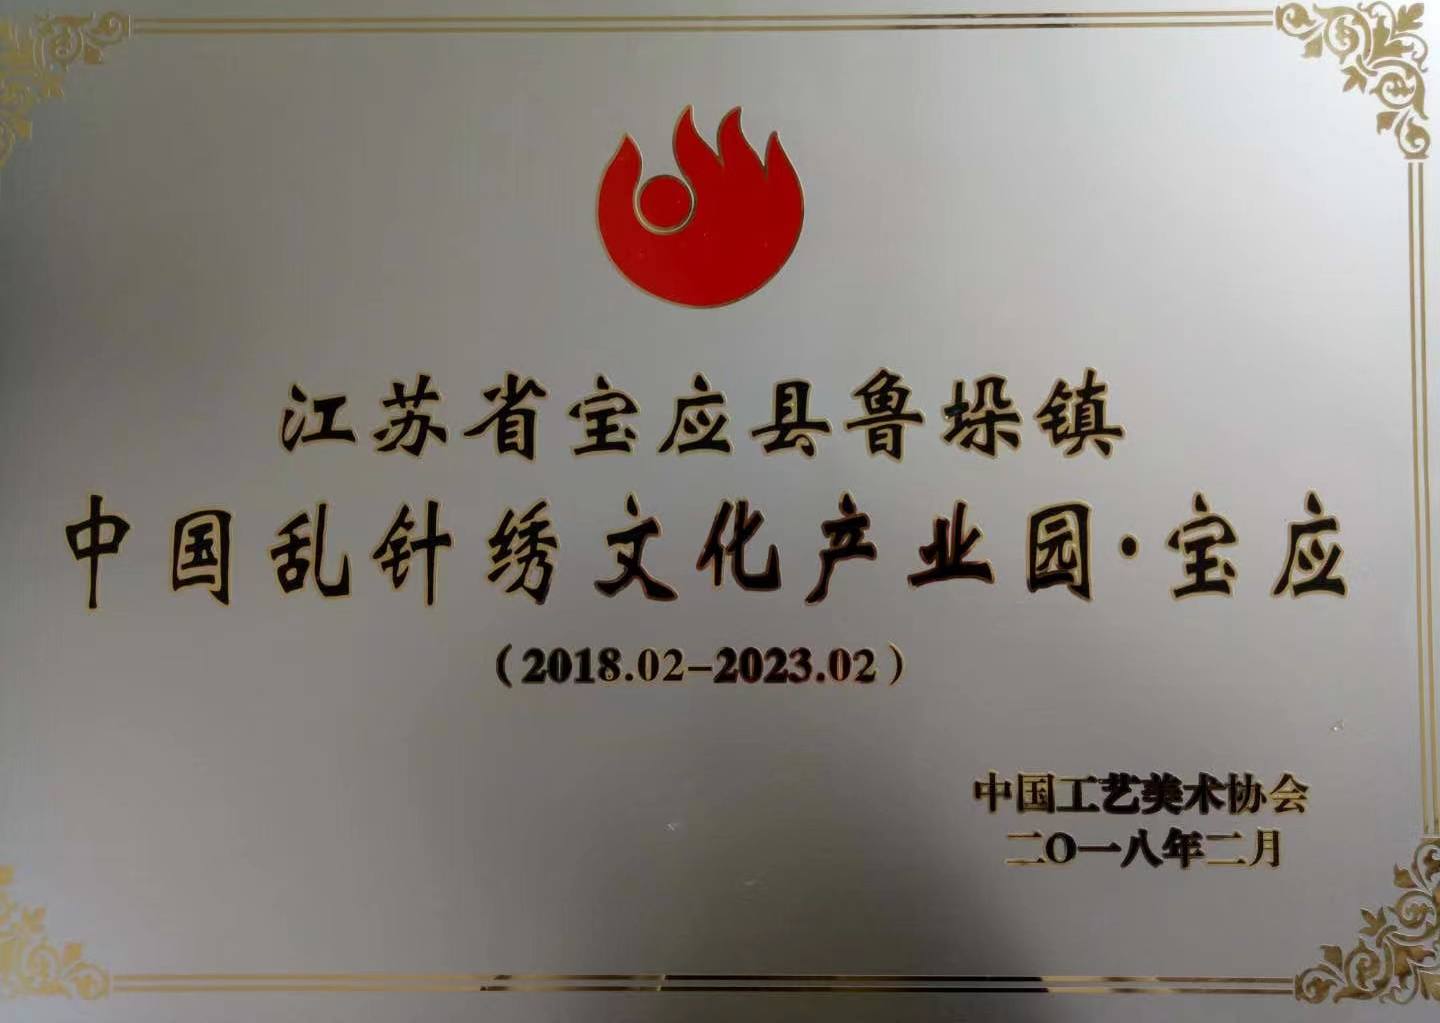 江苏省宝应县鲁垛镇
中国乱针绣文化产业园·宝应
（2018.02-2023.02）
中国工艺美术协会
二〇一八年二月